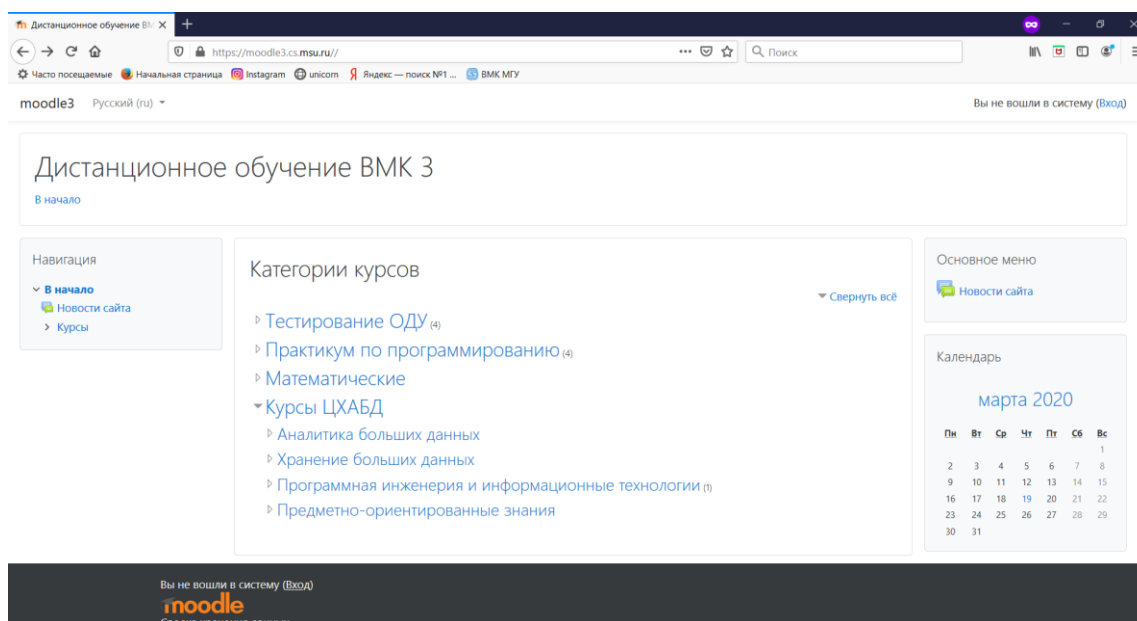 Дистанционное обучение ВМ
https://moodle3.cs.msu.ru//
Поиск
Часто посещаемые Начальная страница Instagram unicorn Яндекс — поиск №1 ... ВМК МГУ
moodle3 Русский (ru) Вы не вошли в систему (Вход)
Дистанционное обучение ВМК 3
В начало
Навигация
В начало
Новости сайта
Курсы
Категории курсов
Свернуть всё
Тестирование ОДУ (4)
Практикум по программированию (4)
Математические
Курсы ЦХАБД
Аналитика больших данных
Хранение больших данных
Программная инженерия и информационные технологии (1)
Предметно-ориентированные знания
Основное меню
Новости сайта
Календарь
марта 2020
Пн Вт Ср Чт Пт Сб Вс
1
2 3 4 5 6 7 8
9 10 11 12 13 14 15
16 17 18 19 20 21 22
23 24 25 26 27 28 29
30 31
Вы не вошли в систему (Вход)
moodle